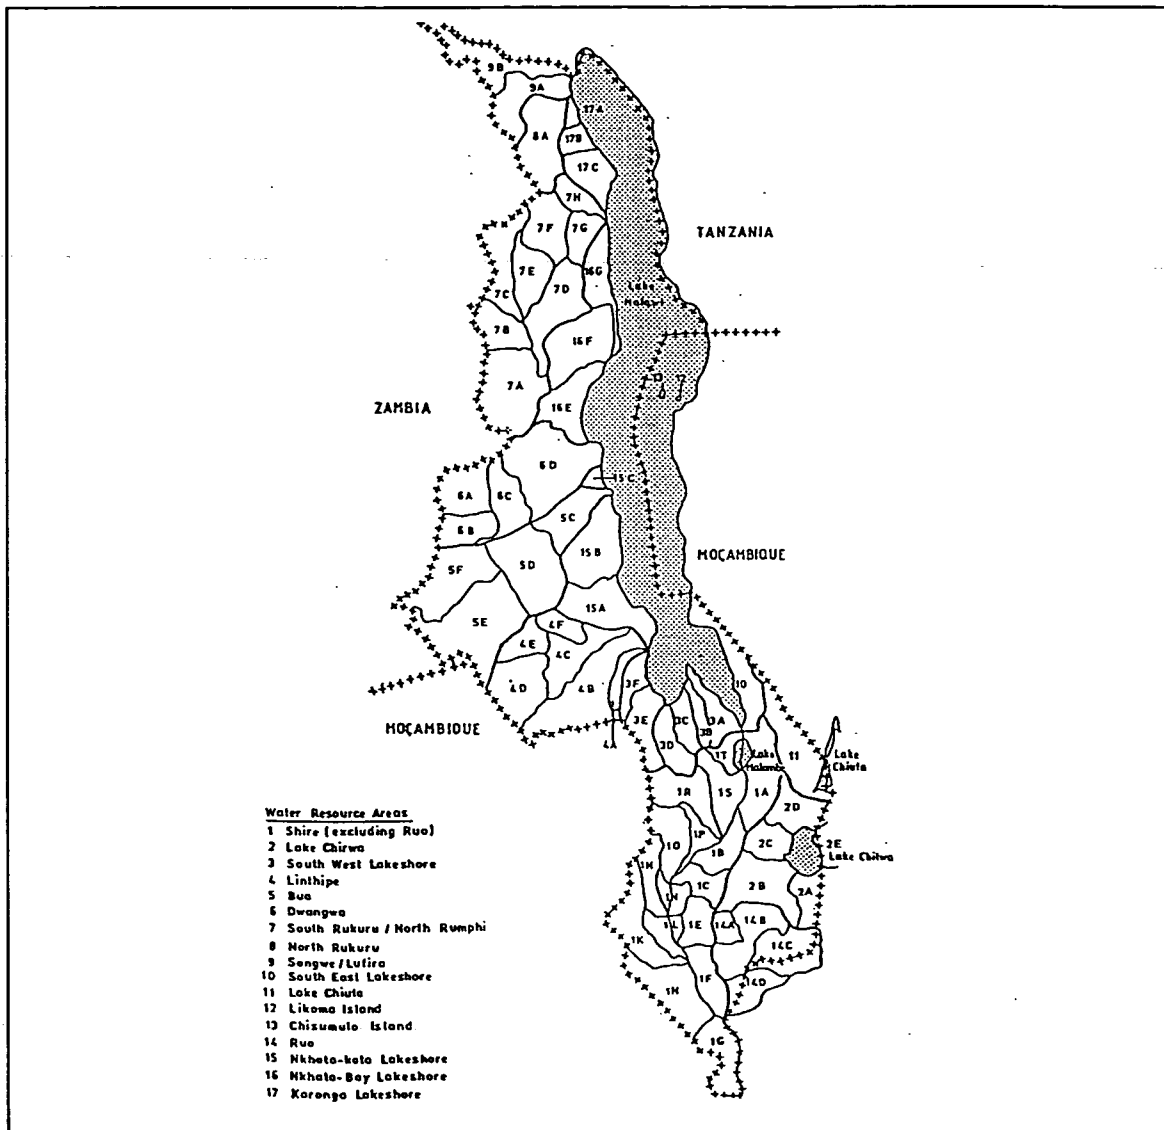 9B
9A
17A
8A
17B
17C
7H
7F
7G
TANZANIA
7E
16G
7C
7D
Lake
Malawi
7B
16F
7A
13
12
ZAMBIA
16E
6D
15C
6A
6C
5C
6B
15B
MOÇAMBIQUE
5F
5D
15A
5E
4F
4E
4C
4D
4B
3F
10
MOÇAMBIQUE
3E
3C
3A
3B
4A
3D
1T
Lake
Malombe
11
Lake
Chiuta
1R
1S
1A
2D
Water Resource Areas
1 Shire (excluding Ruo)
2 Lake Chirwa
3 South West Lakeshore
4 Linthipe
5 Bua
6 Dwangwa
7 South Rukuru / North Rumphi
8 North Rukuru
9 Songwe/Lufira
10 South East Lakeshore
11 Lake Chiuta
12 Likoma Island
13 Chizumulo Island
14 Ruo
15 Nkhota-kota Lakeshore
16 Nkhata-Bay Lakeshore
17 Karonga Lakeshore
1P
1O
1B
2C
2E
Lake Chilwa
1C
2B
2A
1L
1E
14A
14B
1K
14C
1F
14D
1H
1G